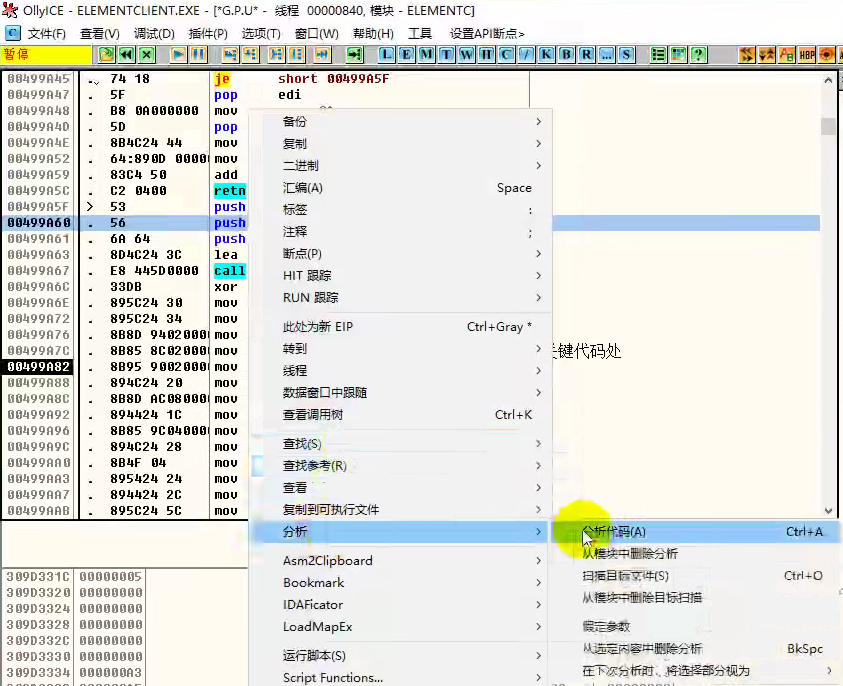 OllyICE - ELEMENTCLIENT.EXE - [*G.P.U* - 线程 00000840, 模块 - ELEMENTC]
C 文件(F) 查看(V) 调试(D) 插件(P) 选项(T) 窗口(W) 帮助(H) 工具 设置API断点>
暂停 L E M T W H C / K B R ... S ? HBP
00499A45 74 18 je short 00499A5F
00499A47 . 5F pop edi
00499A48 . B8 0A000000 mov
00499A4D . 5D pop
00499A4E . 8B4C24 44 mov
00499A52 . 64:890D 0000 mov
00499A59 . 83C4 50 add
00499A5C . C2 0400 retn
00499A5F > 53 push
00499A60 . 56 push
00499A61 . 6A 64 push
00499A63 . 8D4C24 3C lea
00499A67 . E8 445D0000 call
00499A6C . 33DB xor
00499A6E . 895C24 30 mov
00499A72 . 895C24 34 mov
00499A76 . 8B8D 9402000 mov
00499A7C . 8B85 8C02000 mov
00499A82 . 8B95 9002000 mov
00499A88 . 894C24 20 mov
00499A8C . 8B8D AC08000 mov
00499A92 . 894424 1C mov
00499A96 . 8B85 9C04000 mov
00499A9C . 894C24 28 mov
00499AA0 . 8B4F 04 mov
00499AA3 . 895424 24 mov
00499AA7 . 894424 2C mov
00499AAB . 895C24 5C mov
键代码处
备份
复制
二进制
汇编(A) Space
标签 :
注释 ;
断点(P)
HIT 跟踪
RUN 跟踪
此处为新 EIP Ctrl+Gray *
转到
线程
数据窗口中跟随
查看调用树 Ctrl+K
查找(S)
查找参考(R)
查看
复制到可执行文件
分析
Asm2Clipboard
Bookmark
IDAFicator
LoadMapEx
运行脚本(S)
Script Functions...
分析代码(A) Ctrl+A
从模块中删除分析
扫描目标文件(S) Ctrl+O
从模块中删除目标扫描
假定参数
从选定内容中删除分析 BkSpc
在下次分析时，将选择部分视为
309D331C 00000005
309D3320 00000000
309D3324 00000000
309D3328 00000000
309D332C 00000000
309D3330 00000000
309D3334 000000A3